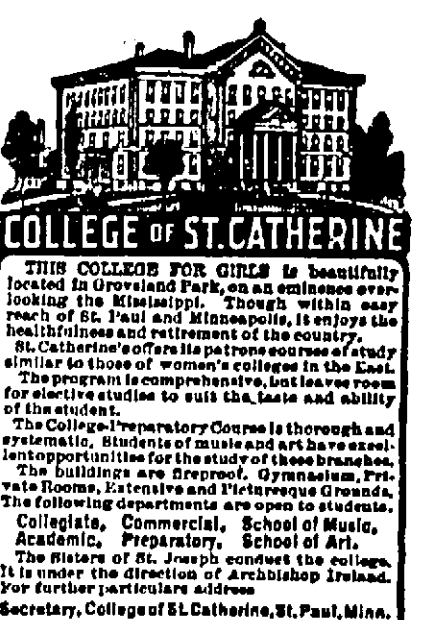 COLLEGE OF ST. CATHERINE
THIS COLLEGE FOR GIRLS is beautifully
located in Groveland Park, on an eminence over-
looking the Mississippi. Though within easy
reach of St. Paul and Minneapolis, it enjoys the
healthfulness and retirement of the country.
St. Catherine's offers its patrons courses of study
similar to those of women's colleges in the East.
The program is comprehensive, but leaves room
for elective studies to suit the taste and ability
of the student.
The College-Preparatory Course is thorough and
systematic. Students of music and art have excel-
lent opportunities for the study of these branches.
The buildings are fireproof. Gymnasium, Pri-
vate Rooms, Extensive and Picturesque Grounds.
The following departments are open to students.
Collegiate, Commercial, School of Music,
Academic, Preparatory, School of Art.
The Sisters of St. Joseph conduct the college.
It is under the direction of Archbishop Ireland.
For further particulars address
Secretary, College of St. Catherine, St. Paul, Minn.